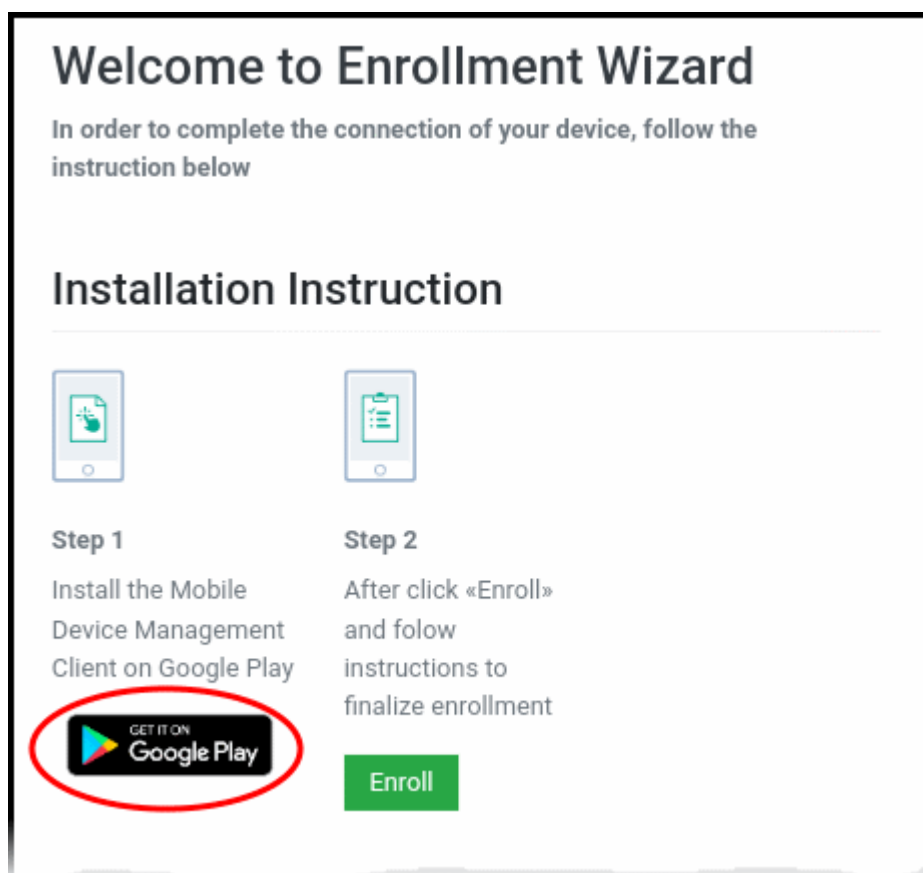 Welcome to Enrollment Wizard
In order to complete the connection of your device, follow the
instruction below
Installation Instruction
Step 1
Install the Mobile
Device Management
Client on Google Play
GET IT ON
Google Play
Step 2
After click «Enroll»
and folow
instructions to
finalize enrollment
Enroll